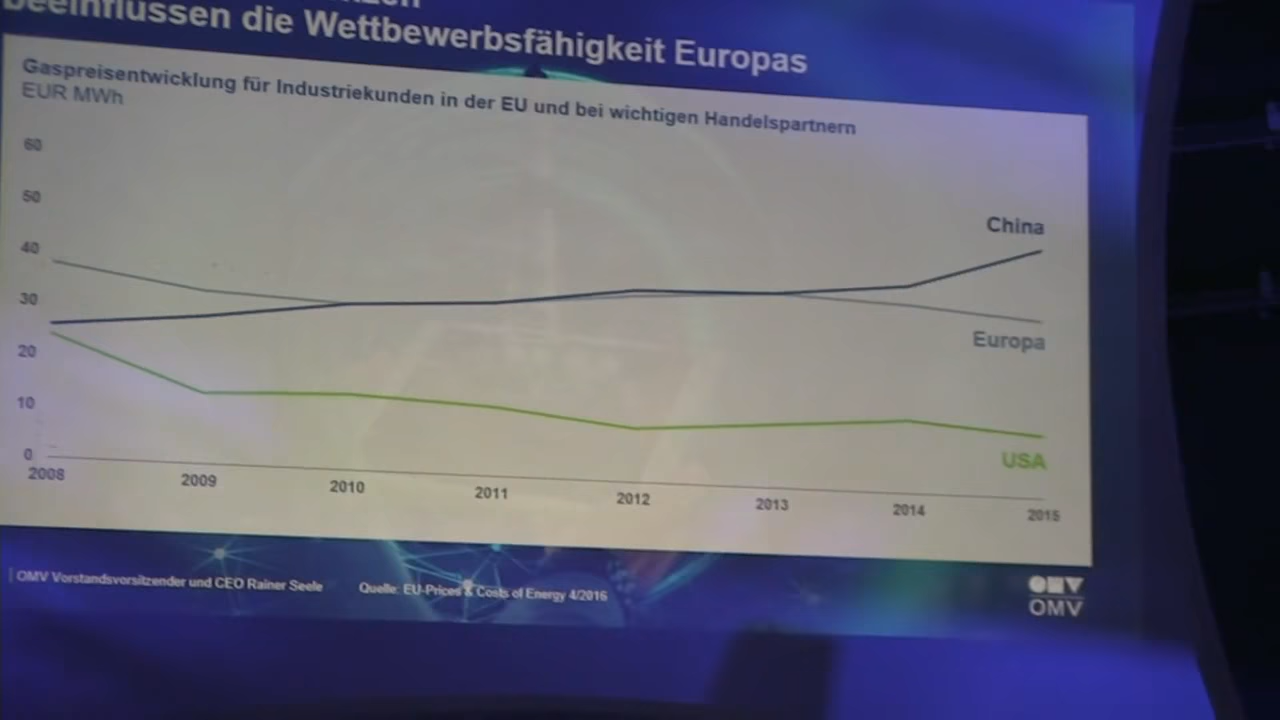 beeinflussen die Wettbewerbsfähigkeit Europas
Gaspreisentwicklung für Industriekunden in der EU und bei wichtigen Handelspartnern
EUR MWh
60
50
40
30
20
10
0
China
Europa
USA
2008 2009 2010 2011 2012 2013 2014 2015
OMV Vorstandsvorsitzender und CEO Rainer Seele Quelle: EU-Prices & Costs of Energy 4/2016
OMV
OMV